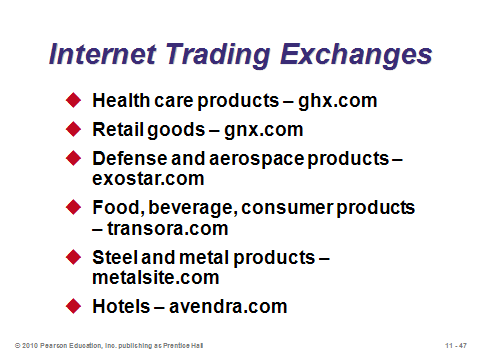 Internet Trading Exchanges
Health care products – ghx.com
Retail goods – gnx.com
Defense and aerospace products –
exostar.com
Food, beverage, consumer products
– transora.com
Steel and metal products –
metalsite.com
Hotels – avendra.com
© 2010 Pearson Education, Inc. publishing as Prentice Hall
11 - 47